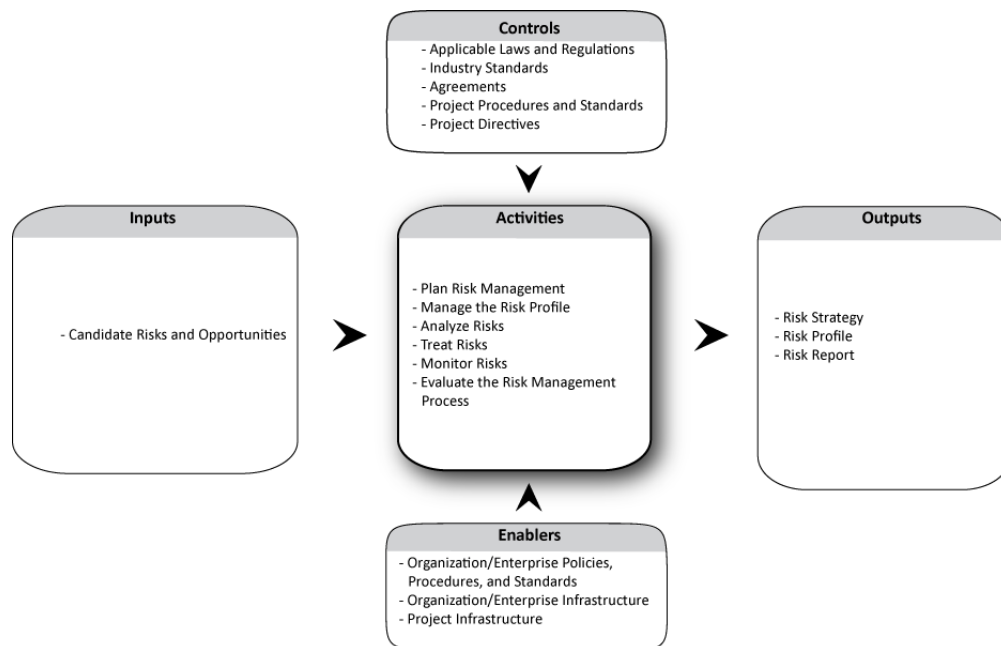 Controls
- Applicable Laws and Regulations
- Industry Standards
- Agreements
- Project Procedures and Standards
- Project Directives
Inputs
- Candidate Risks and Opportunities
Activities
- Plan Risk Management
- Manage the Risk Profile
- Analyze Risks
- Treat Risks
- Monitor Risks
- Evaluate the Risk Management
Process
Outputs
- Risk Strategy
- Risk Profile
- Risk Report
Enablers
- Organization/Enterprise Policies,
Procedures, and Standards
- Organization/Enterprise Infrastructure
- Project Infrastructure